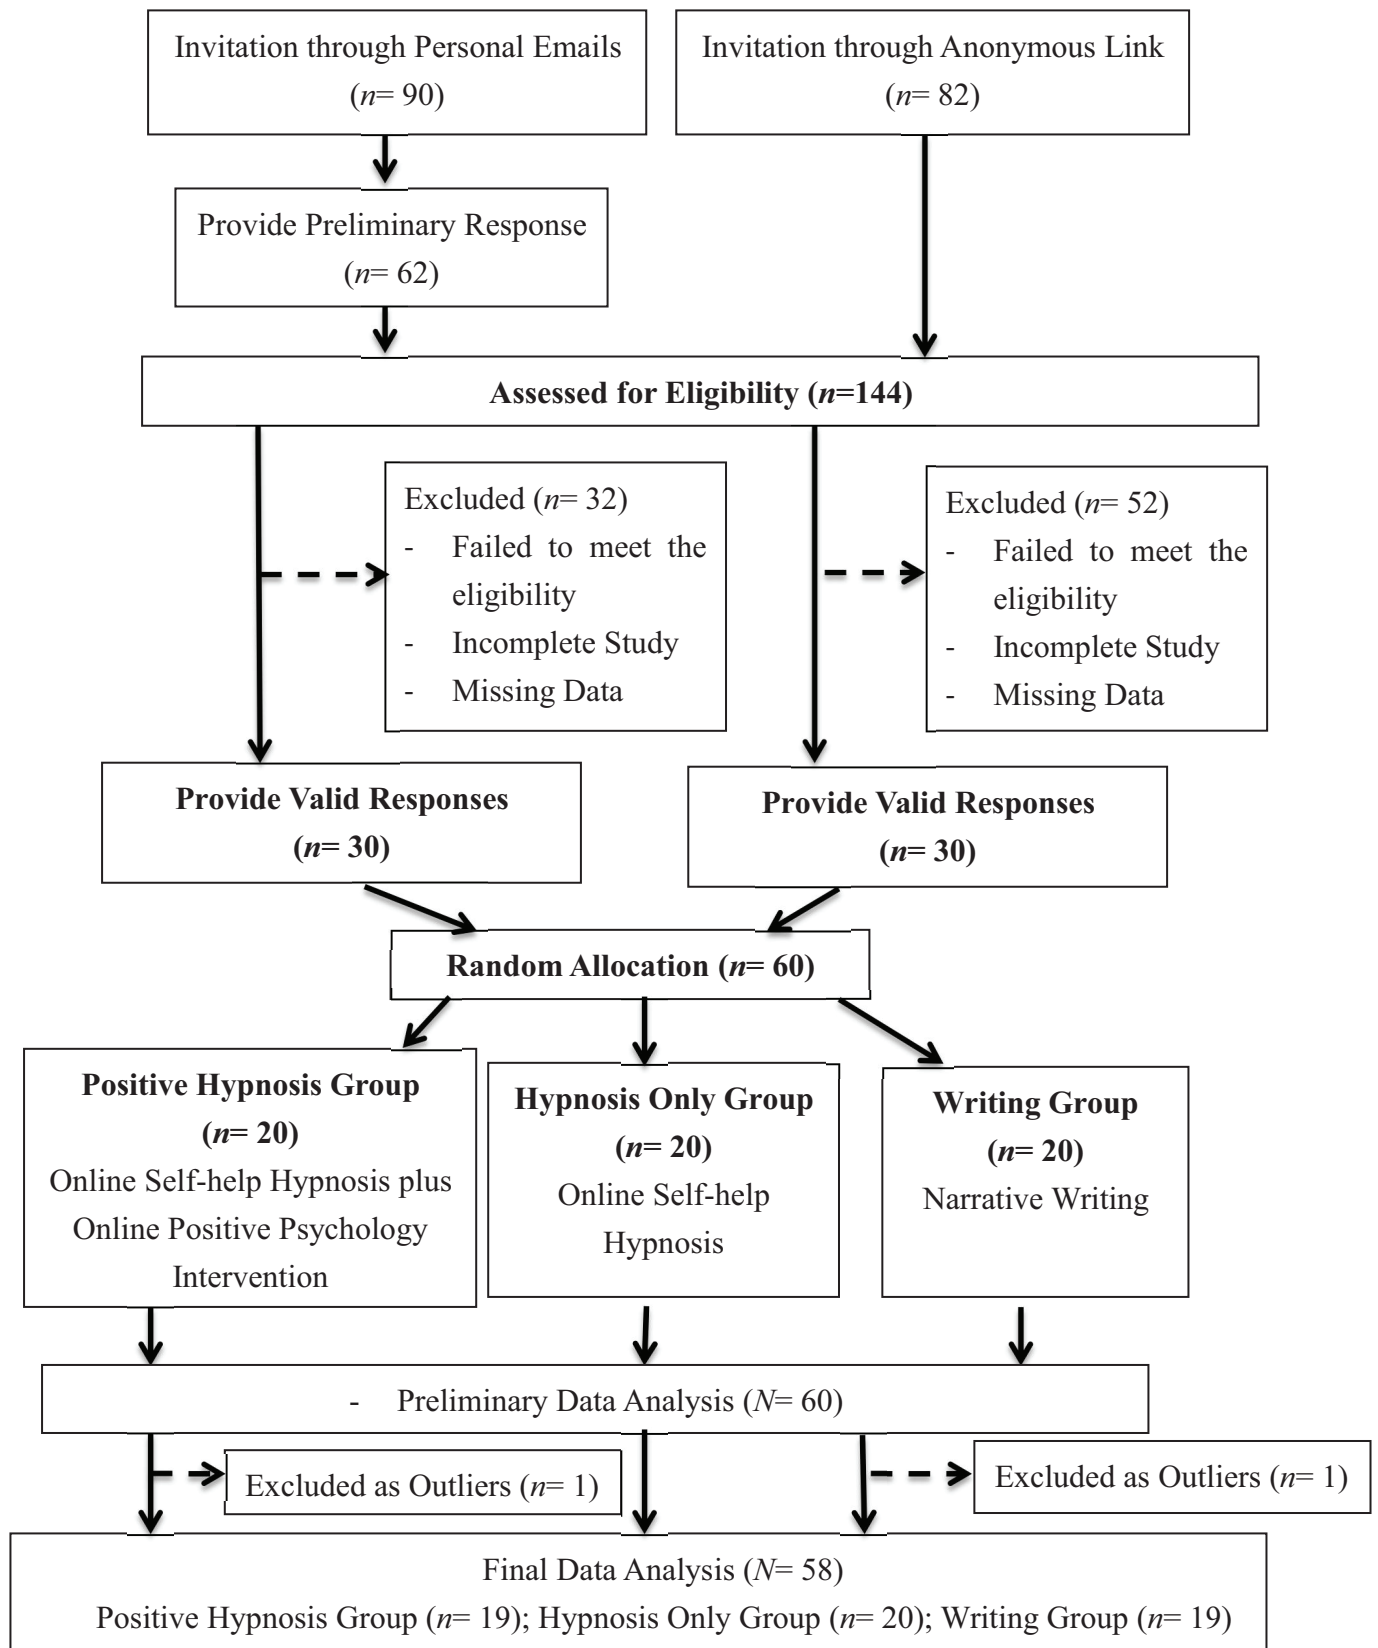 Invitation through Personal Emails
(n= 90)
Invitation through Anonymous Link
(n= 82)
Provide Preliminary Response
(n= 62)
Assessed for Eligibility (n=144)
Excluded (n= 32)
- Failed to meet the
eligibility
- Incomplete Study
- Missing Data
Excluded (n= 52)
- Failed to meet the
eligibility
- Incomplete Study
- Missing Data
Provide Valid Responses
(n= 30)
Provide Valid Responses
(n= 30)
Random Allocation (n= 60)
Positive Hypnosis Group
(n= 20)
Online Self-help Hypnosis plus
Online Positive Psychology
Intervention
Hypnosis Only Group
(n= 20)
Online Self-help
Hypnosis
Writing Group
(n= 20)
Narrative Writing
- Preliminary Data Analysis (N= 60)
Excluded as Outliers (n= 1)
Excluded as Outliers (n= 1)
Final Data Analysis (N= 58)
Positive Hypnosis Group (n= 19); Hypnosis Only Group (n= 20); Writing Group (n= 19)